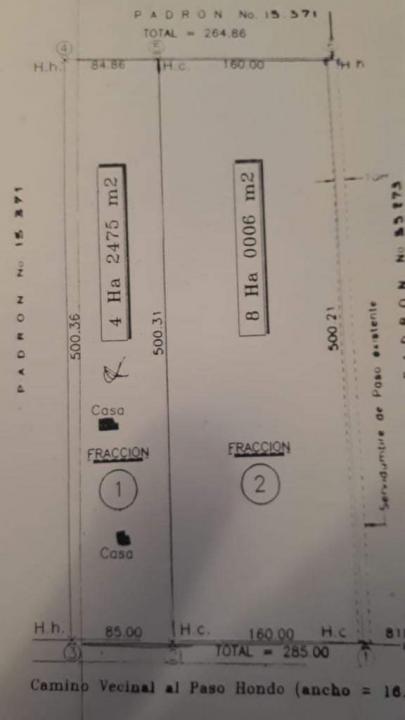 PADRON No. 15.371
TOTAL = 264.86
4
5
H.h. 84.86 H.c. 160.00 H h
PADRON No 15 371
4 Ha 2475 m2
8 Ha 0006 m2
500.36
500.31
500.21
Servidumbre de Paso existente
PADRON No
Casa
FRACCION
1
FRACCION
2
Casa
H.h. 85.00 H.c. 160.00 H.c
3
TOTAL = 285.00
1
Camino Vecinal al Paso Hondo (ancho = 16.